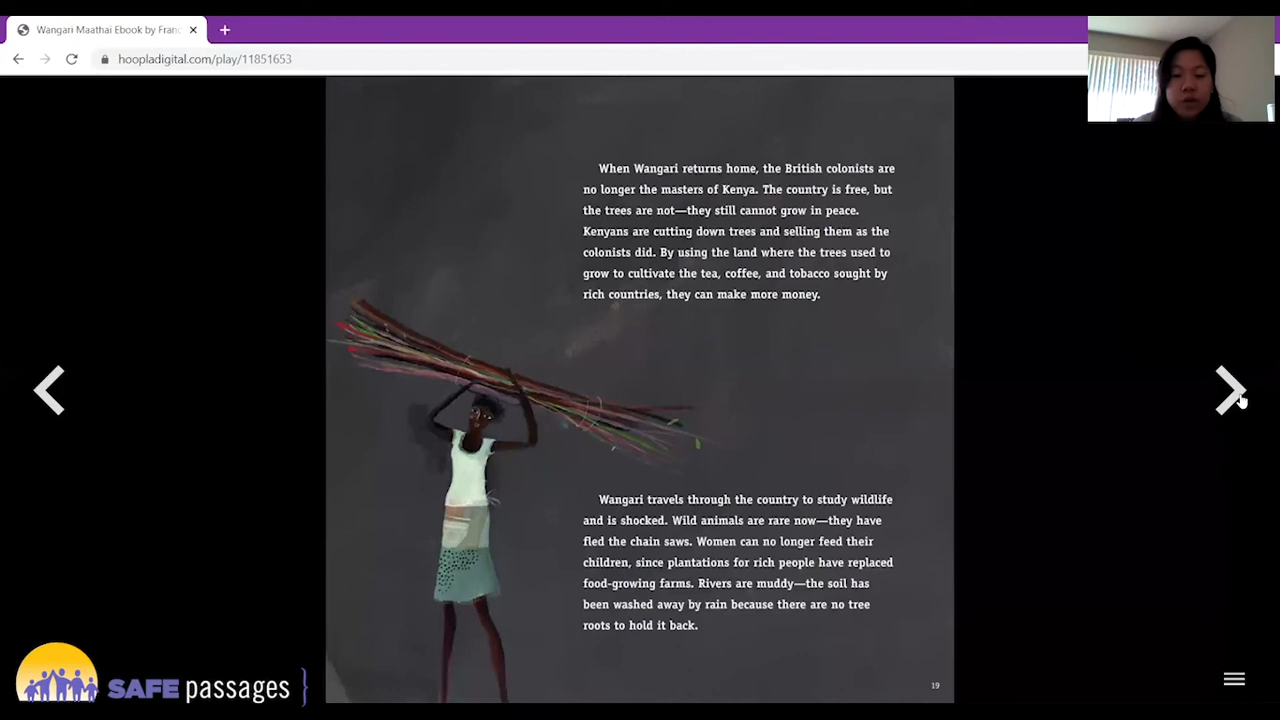 Wangari Maathai Ebook by Franc
hoopladigital.com/play/11851653
When Wangari returns home, the British colonists are
no longer the masters of Kenya. The country is free, but
the trees are not—they still cannot grow in peace.
Kenyans are cutting down trees and selling them as the
colonists did. By using the land where the trees used to
grow to cultivate the tea, coffee, and tobacco sought by
rich countries, they can make more money.
Wangari travels through the country to study wildlife
and is shocked. Wild animals are rare now—they have
fled the chain saws. Women can no longer feed their
children, since plantations for rich people have replaced
food-growing farms. Rivers are muddy—the soil has
been washed away by rain because there are no tree
roots to hold it back.
19
SAFE passages